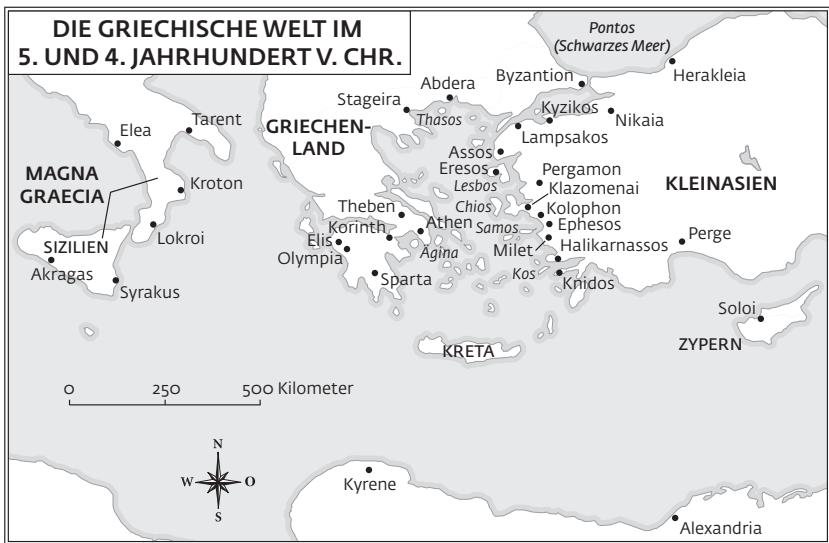 DIE GRIECHISCHE WELT IM
5. UND 4. JAHRHUNDERT V. CHR.
Pontos
(Schwarzes Meer)
Byzantion
Herakleia
Abdera
Stageira
Thasos
Kyzikos
Nikaia
Lampsakos
Elea
Tarent
GRIECHEN-
LAND
Assos
Eresos
Lesbos
Pergamon
Klazomenai
KLEINASIEN
MAGNA
GRAECIA
Kroton
Theben
Chios
Kolophon
Ephesos
Athen
Samos
Korinth
Elis
Olympia
Ägina
Milet
Halikarnassos
Perge
SIZILIEN
Lokroi
Akragas
Syrakus
Sparta
Kos
Knidos
Soloi
ZYPERN
KRETA
0 250 500 Kilometer
N
W O
S
Kyrene
Alexandria